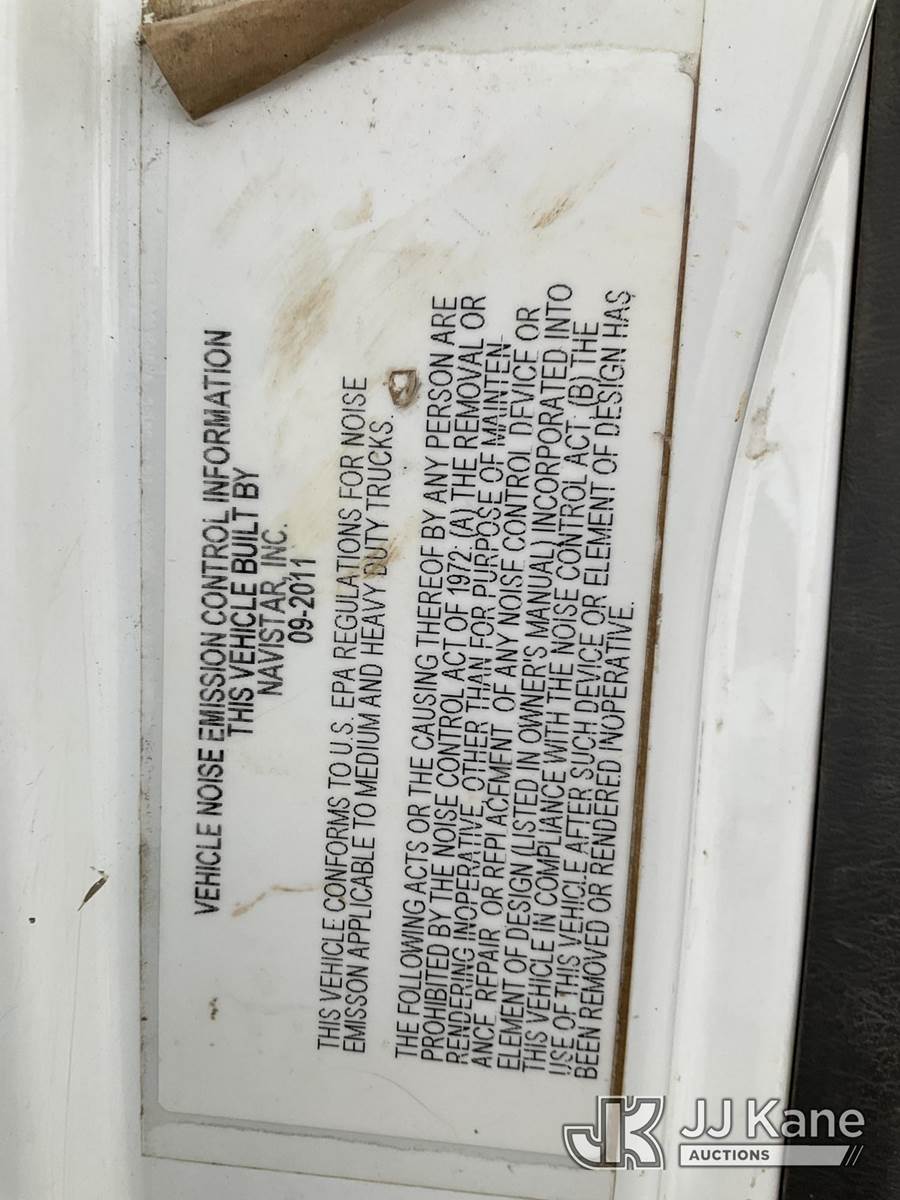 VEHICLE NOISE EMISSION CONTROL INFORMATION
THIS VEHICLE BUILT BY
NAVISTAR, INC.
09-2011
THIS VEHICLE CONFORMS TO U.S. EPA REGULATIONS FOR NOISE
EMISSON APPLICABLE TO MEDIUM AND HEAVY DUTY TRUCKS.
THE FOLLOWING ACTS OR THE CAUSING THEREOF BY ANY PERSON ARE
PROHIBITED BY THE NOISE CONTROL ACT OF 1972: (A) THE REMOVAL OR
RENDERING INOPERATIVE, OTHER THAN FOR PURPOSE OF MAINTEN-
ANCE, REPAIR, OR REPLACEMENT, OF ANY NOISE CONTROL DEVICE OR
ELEMENT OF DESIGN (LISTED IN OWNER'S MANUAL) INCORPORATED INTO
THIS VEHICLE IN COMPLIANCE WITH THE NOISE CONTROL ACT. (B) THE
USE OF THIS VEHICLE AFTER SUCH DEVICE OR ELEMENT OF DESIGN HAS
BEEN REMOVED OR RENDERED INOPERATIVE.
JK JJ Kane
AUCTIONS